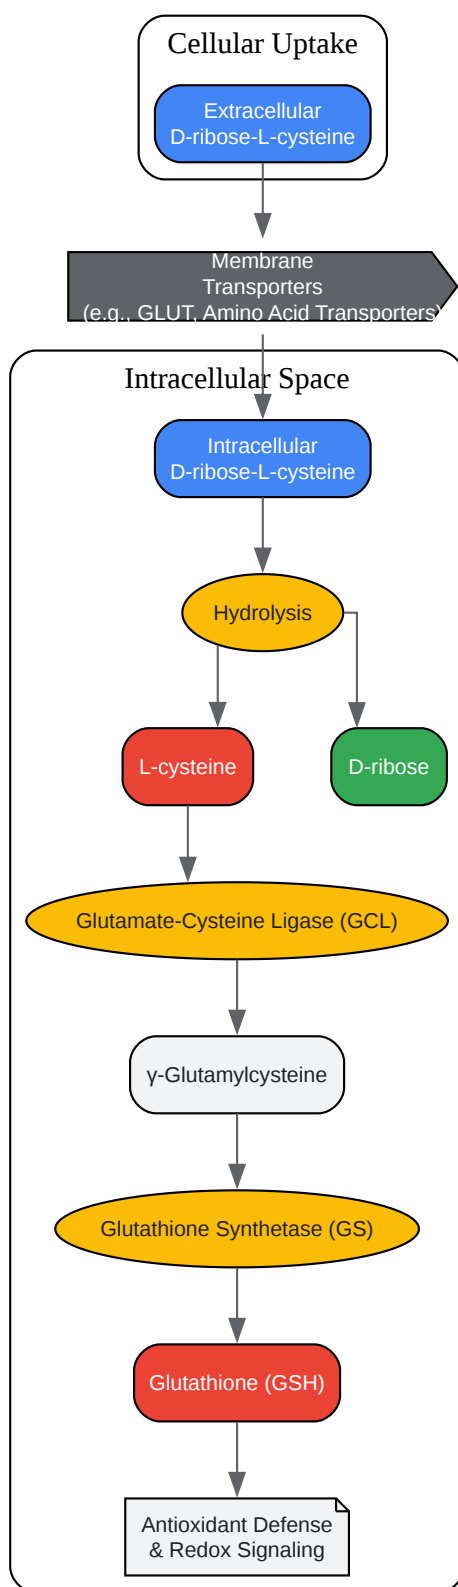 Cellular Uptake
Extracellular
D-ribose-L-cysteine
Membrane
Transporters
(e.g., GLUT, Amino Acid Transporters)
Intracellular Space
Intracellular
D-ribose-L-cysteine
Hydrolysis
L-cysteine
D-ribose
Glutamate-Cysteine Ligase (GCL)
γ-Glutamylcysteine
Glutathione Synthetase (GS)
Glutathione (GSH)
Antioxidant Defense
& Redox Signaling